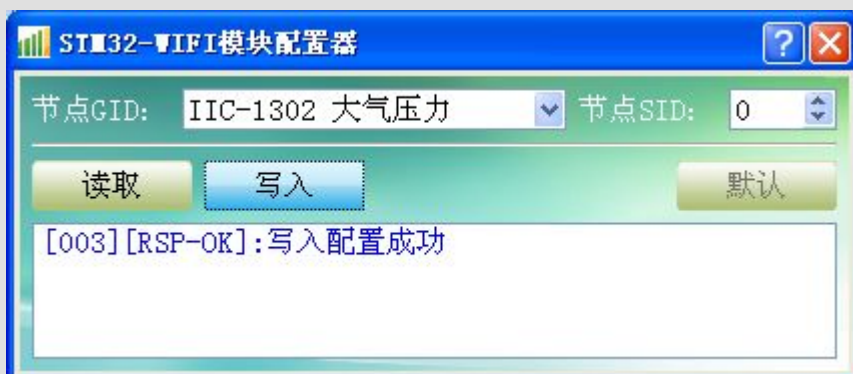 STM32-WIFI模块配置器
节点GID: IIC-1302 大气压力 节点SID: 0
读取 写入 默认
[003][RSP-OK]:写入配置成功